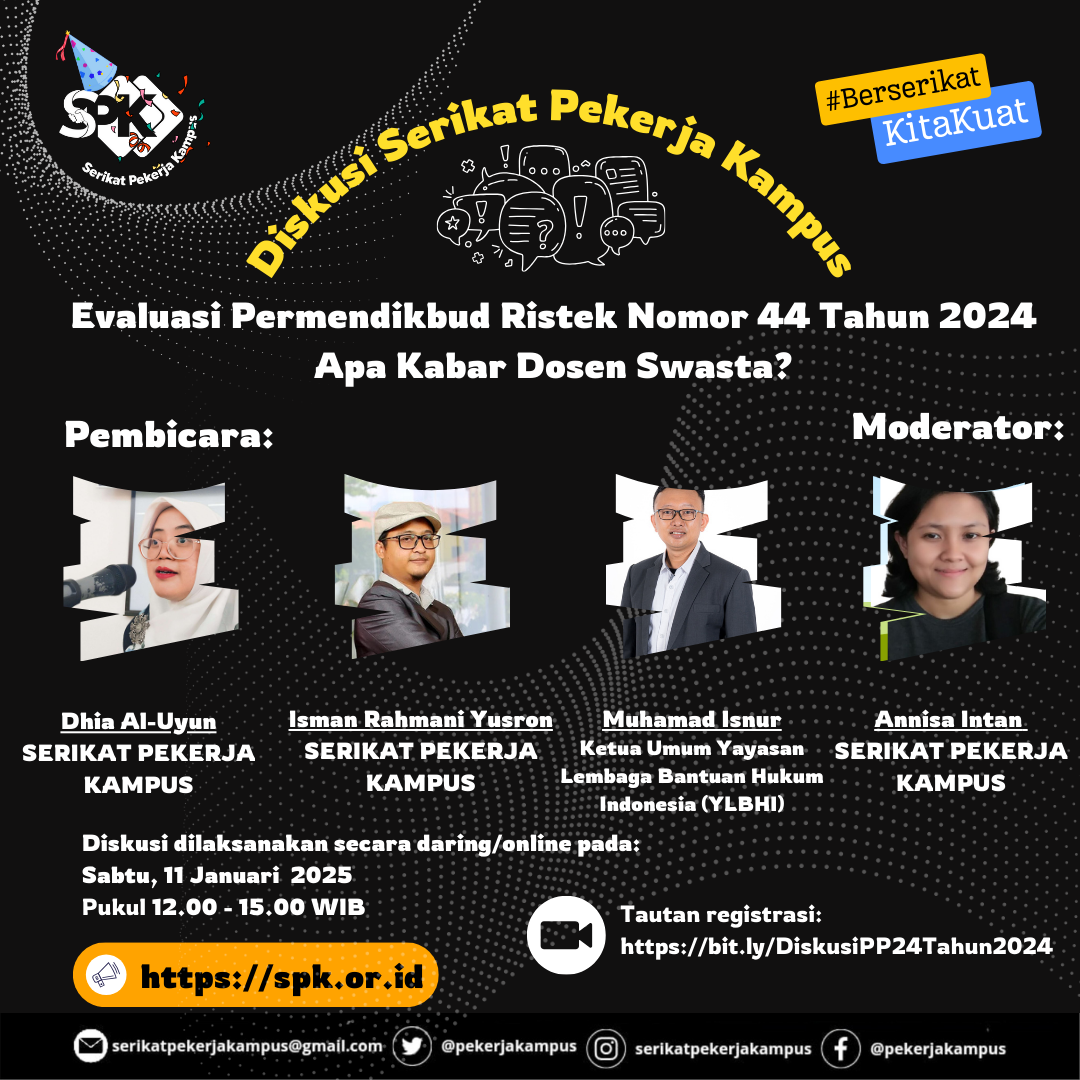 SPK
Serikat Pekerja Kampus
#Berserikat
KitaKuat
Diskusi Serikat Pekerja Kampus
Evaluasi Permendikbud Ristek Nomor 44 Tahun 2024
Apa Kabar Dosen Swasta?
Pembicara:
Moderator:
Dhia Al-Uyun
SERIKAT PEKERJA
KAMPUS
Isman Rahmani Yusron
SERIKAT PEKERJA
KAMPUS
Muhamad Isnur
Ketua Umum Yayasan
Lembaga Bantuan Hukum
Indonesia (YLBHI)
Annisa Intan
SERIKAT PEKERJA
KAMPUS
Diskusi dilaksanakan secara daring/online pada:
Sabtu, 11 Januari 2025
Pukul 12.00 - 15.00 WIB
Tautan registrasi:
https://bit.ly/DiskusiPP24Tahun2024
https://spk.or.id
serikatpekerjakampus@gmail.com
@pekerjakampus
serikatpekerjakampus
@pekerjakampus